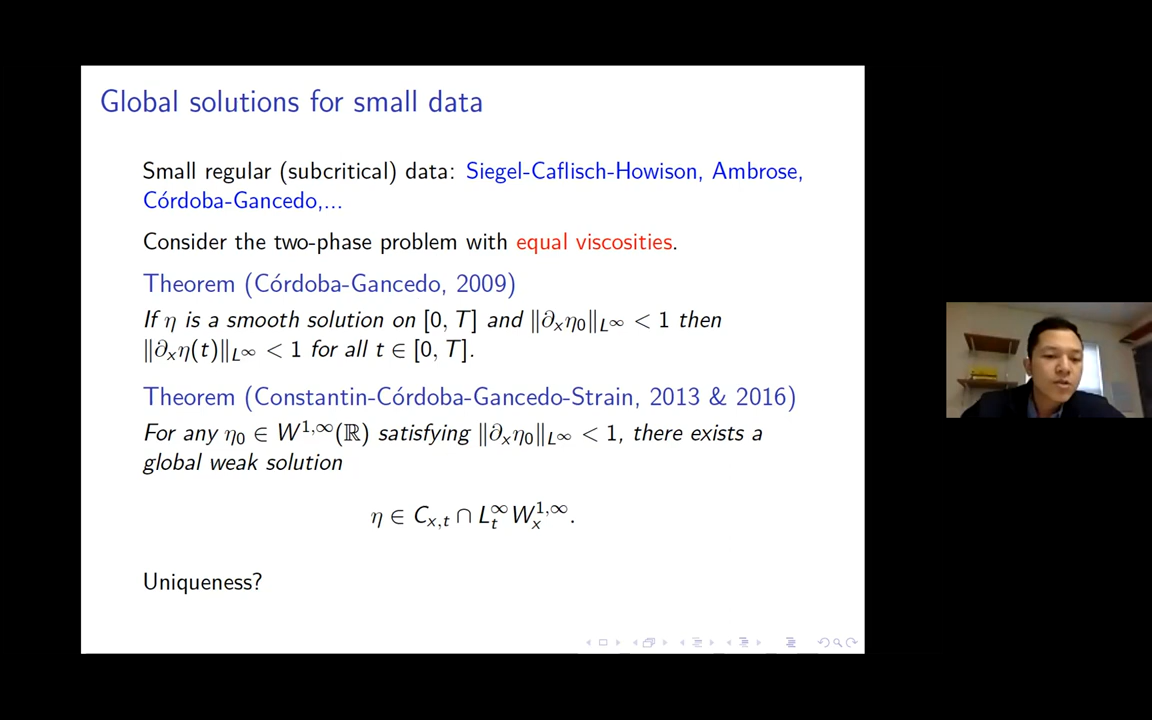 Global solutions for small data
Small regular (subcritical) data: Siegel-Caflisch-Howison, Ambrose,
Córdoba-Gancedo,...
Consider the two-phase problem with equal viscosities.
Theorem (Córdoba-Gancedo, 2009)
If η is a smooth solution on [0, T] and ‖∂ₓη₀‖_{L^∞} < 1 then
‖∂ₓη(t)‖_{L^∞} < 1 for all t ∈ [0, T].
Theorem (Constantin-Córdoba-Gancedo-Strain, 2013 & 2016)
For any η₀ ∈ W^{1,∞}(ℝ) satisfying ‖∂ₓη₀‖_{L^∞} < 1, there exists a
global weak solution
η ∈ C_{x,t} ∩ L_t^∞ W_x^{1,∞}.
Uniqueness?